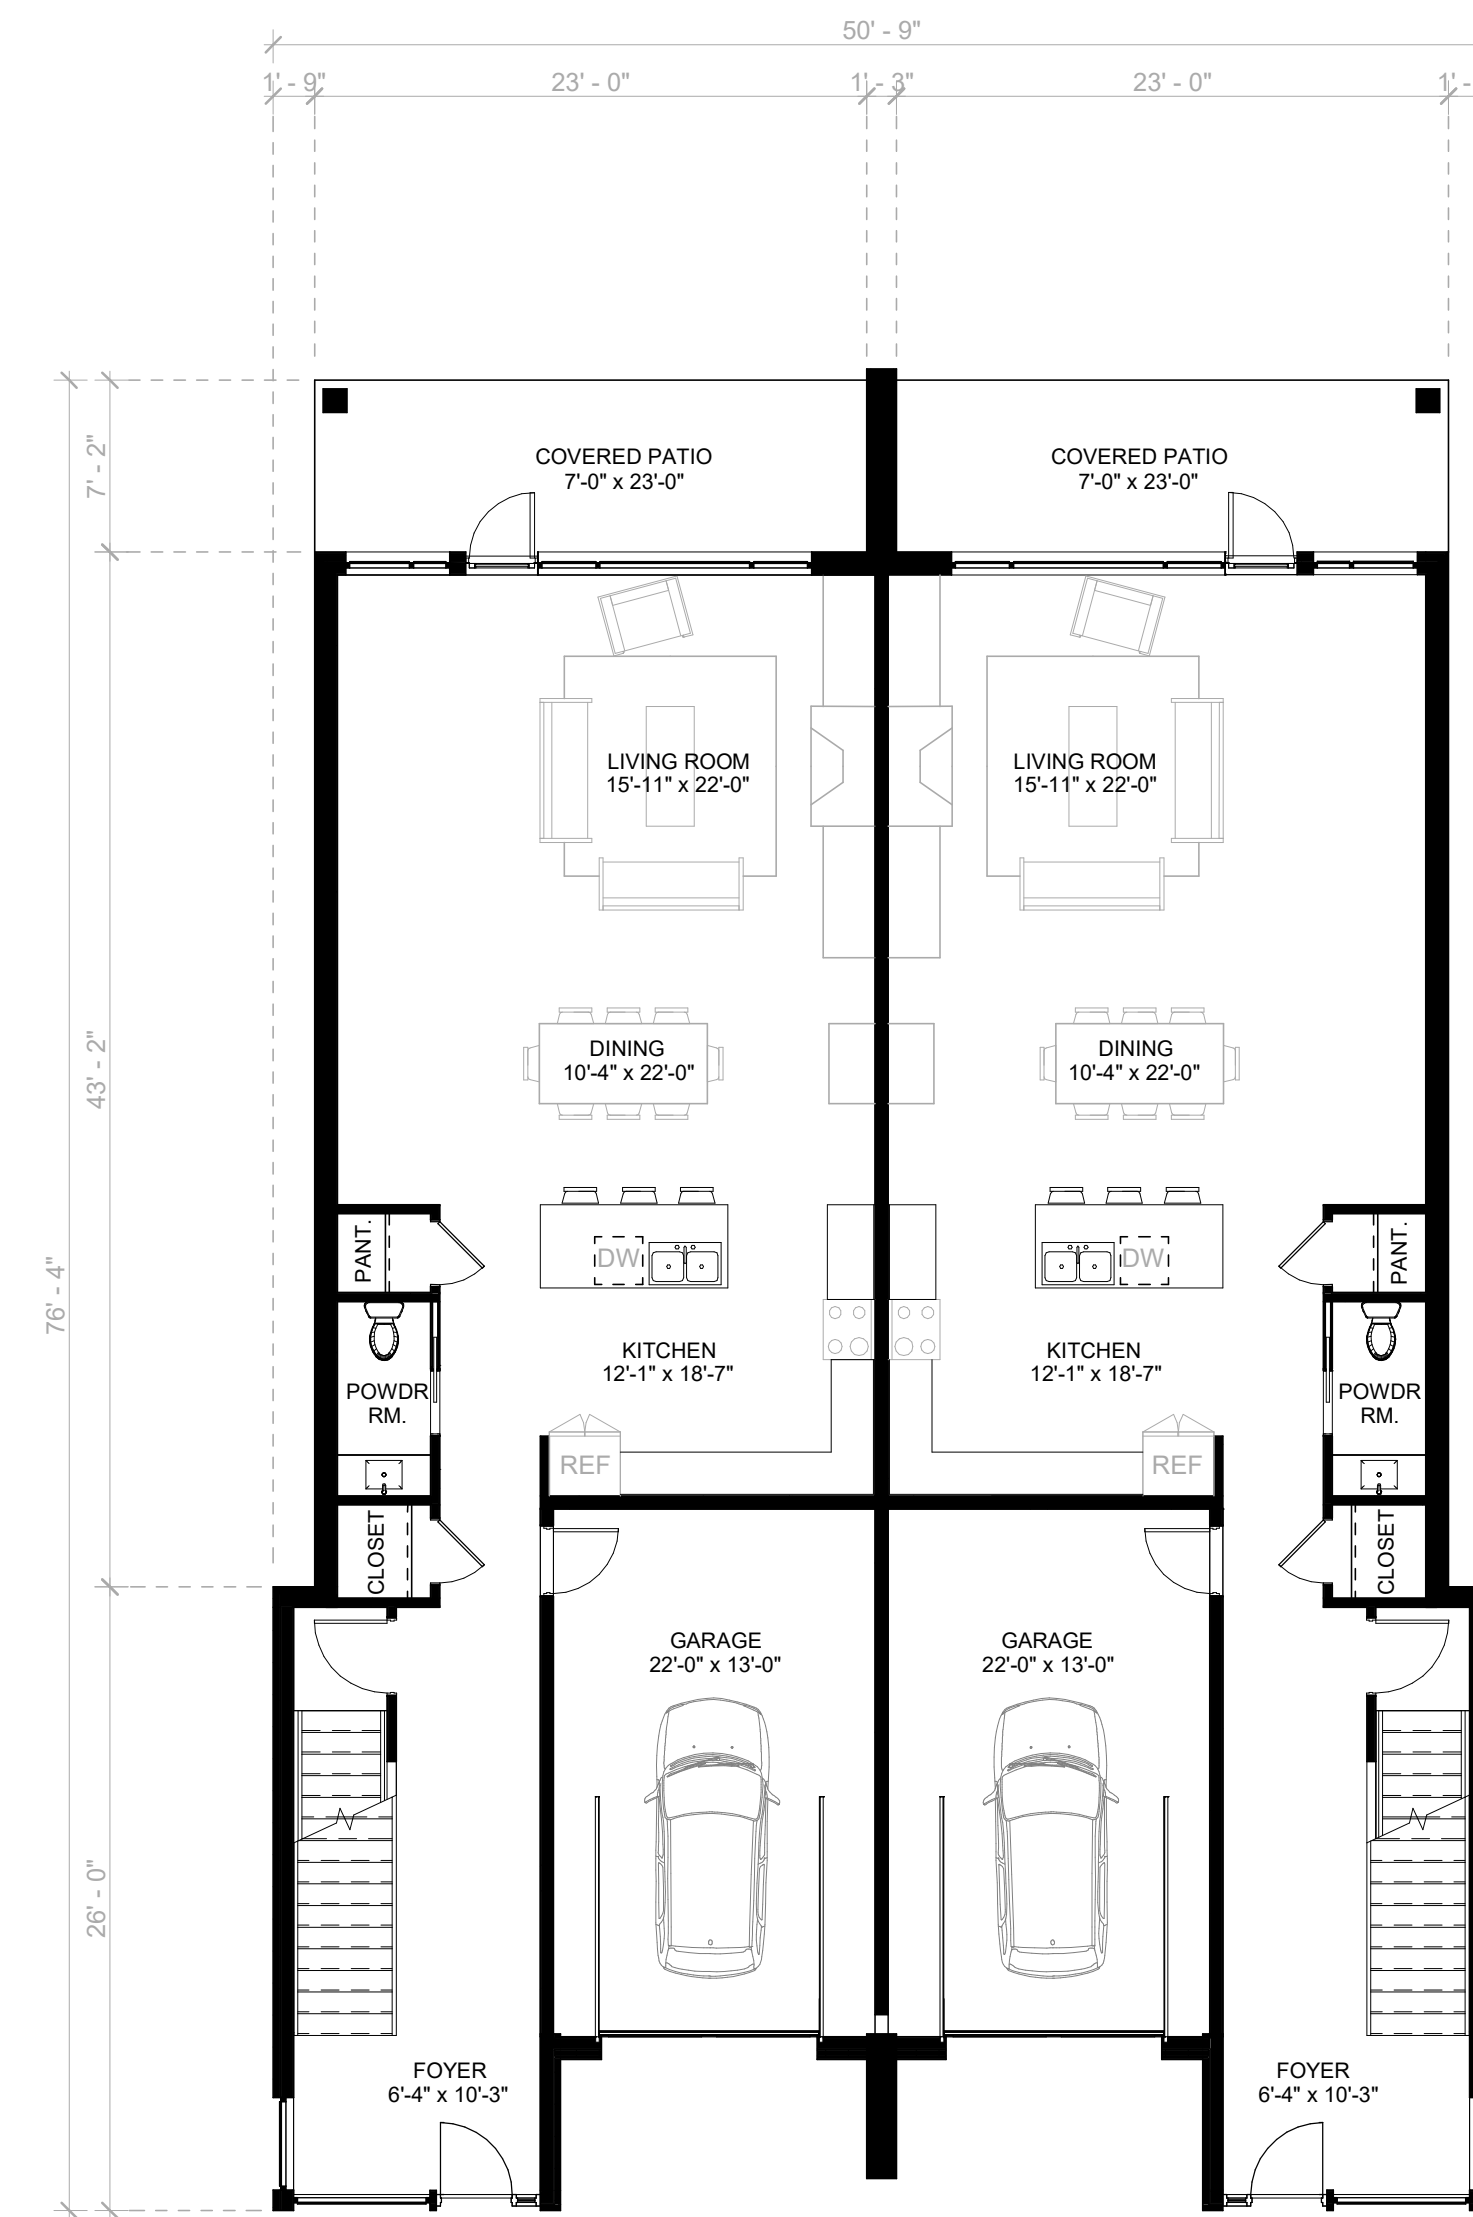 50' - 9"
1' - 9"
23' - 0"
1' - 3"
23' - 0"
1' -
7' - 2"
43' - 2"
76' - 4"
26' - 0"
COVERED PATIO
7'-0" x 23'-0"
COVERED PATIO
7'-0" x 23'-0"
LIVING ROOM
15'-11" x 22'-0"
LIVING ROOM
15'-11" x 22'-0"
DINING
10'-4" x 22'-0"
DINING
10'-4" x 22'-0"
PANT.
DW
DW
PANT.
KITCHEN
12'-1" x 18'-7"
KITCHEN
12'-1" x 18'-7"
POWDR
RM.
POWDR
RM.
REF
REF
CLOSET
CLOSET
GARAGE
22'-0" x 13'-0"
GARAGE
22'-0" x 13'-0"
FOYER
6'-4" x 10'-3"
FOYER
6'-4" x 10'-3"